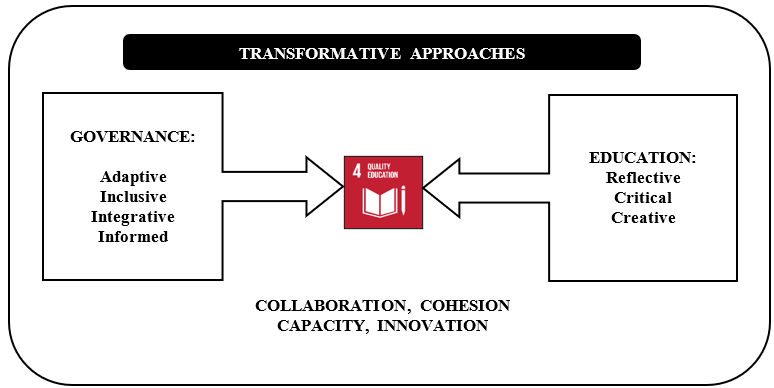 TRANSFORMATIVE APPROACHES
GOVERNANCE:
Adaptive
Inclusive
Integrative
Informed
4 QUALITY
EDUCATION
EDUCATION:
Reflective
Critical
Creative
COLLABORATION, COHESION
CAPACITY, INNOVATION